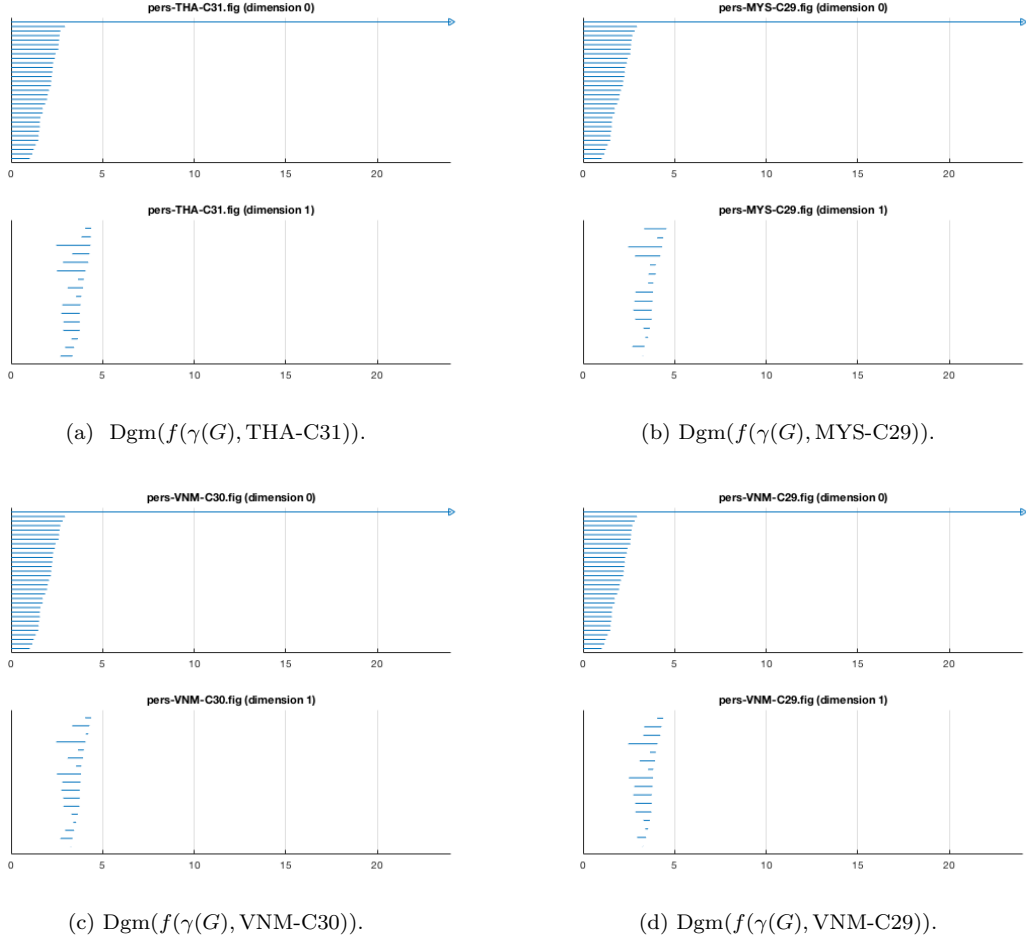 pers-THA-C31.fig (dimension 0)
0 5 10 15 20
pers-THA-C31.fig (dimension 1)
0 5 10 15 20
(a) Dgm(f(γ(G), THA-C31)).
pers-MYS-C29.fig (dimension 0)
0 5 10 15 20
pers-MYS-C29.fig (dimension 1)
0 5 10 15 20
(b) Dgm(f(γ(G), MYS-C29)).
pers-VNM-C30.fig (dimension 0)
0 5 10 15 20
pers-VNM-C30.fig (dimension 1)
0 5 10 15 20
(c) Dgm(f(γ(G), VNM-C30)).
pers-VNM-C29.fig (dimension 0)
0 5 10 15 20
pers-VNM-C29.fig (dimension 1)
0 5 10 15 20
(d) Dgm(f(γ(G), VNM-C29)).